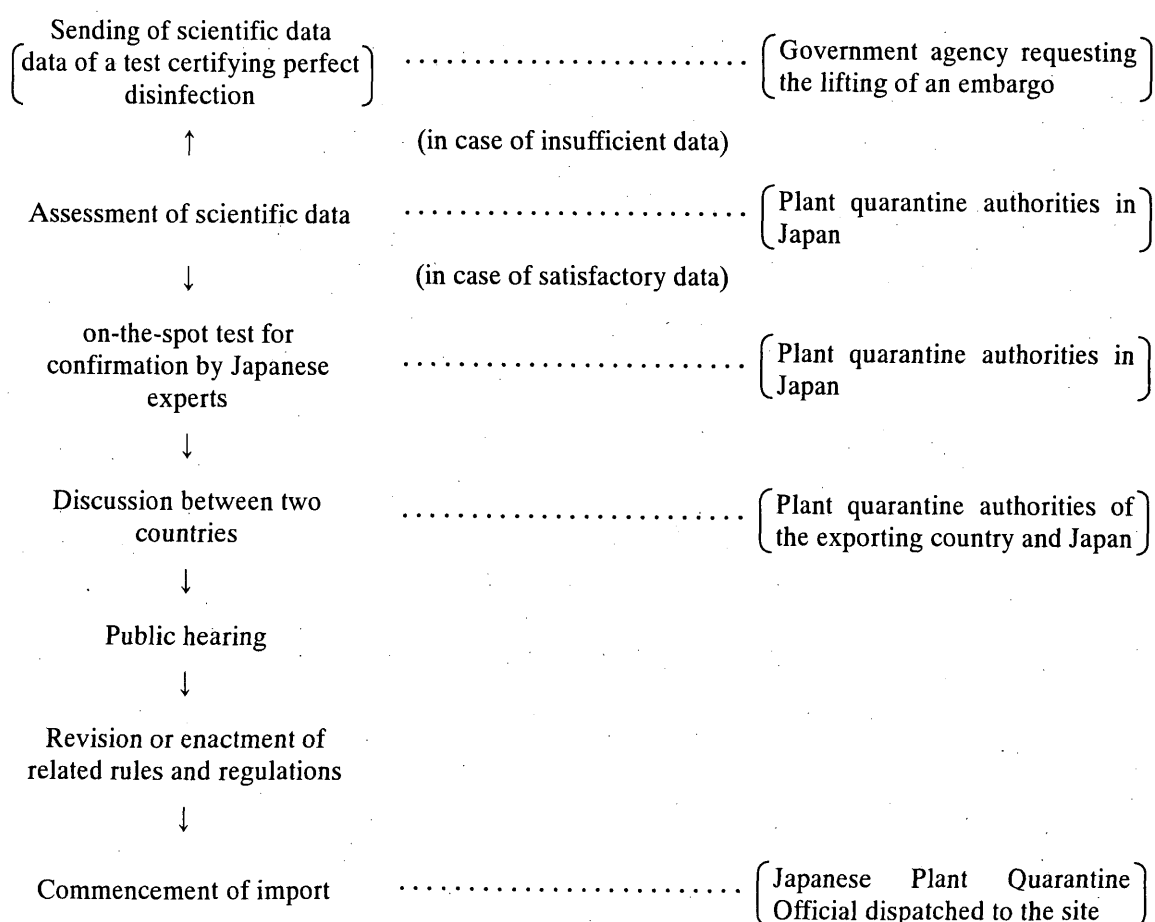 Sending of scientific data
data of a test certifying perfect
disinfection
.......................... Government agency requesting
the lifting of an embargo
↑ (in case of insufficient data)
Assessment of scientific data .......................... Plant quarantine authorities in
Japan
↓ (in case of satisfactory data)
on-the-spot test for
confirmation by Japanese
experts
.......................... Plant quarantine authorities in
Japan
↓
Discussion between two
countries
.......................... Plant quarantine authorities of
the exporting country and Japan
↓
Public hearing
↓
Revision or enactment of
related rules and regulations
↓
Commencement of import .......................... Japanese Plant Quarantine
Official dispatched to the site